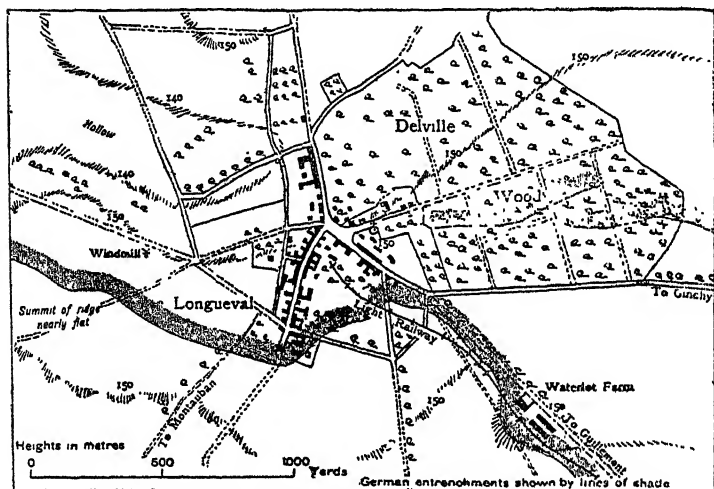 150
140
Hollow
140
150
Delville
150
150
Wood
Windmill
150
Longueval
Light Railway
To Ginchy
Summit of ridge
nearly flat
150
To Montauban
150
Waterlot Farm
To Guillemont
Heights in metres
0 500 1000
Yards
German entrenchments shown by lines of shade